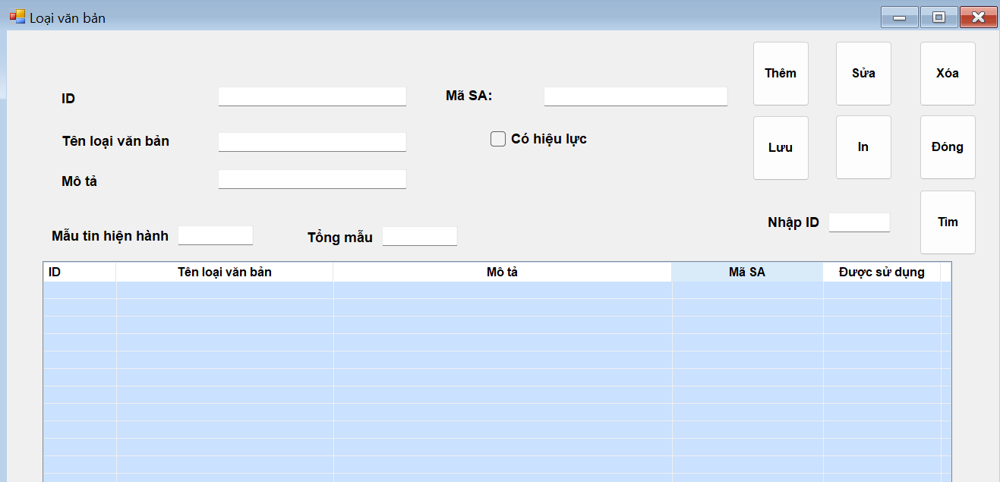 Loại văn bản
Thêm Sửa Xóa
ID Mã SA:
Tên loại văn bản Có hiệu lực
Lưu In Đóng
Mô tả
Nhập ID Tìm
Mẫu tin hiện hành Tổng mẫu
ID Tên loại văn bản Mô tả Mã SA Được sử dụng